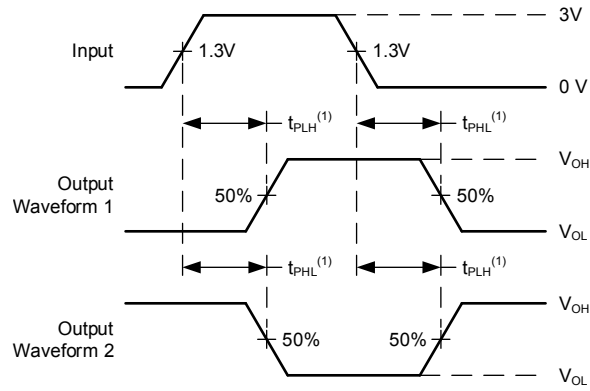 3V
Input
1.3V
1.3V
0 V
tPLH(1)
tPHL(1)
VOH
Output
Waveform 1
50%
50%
VOL
tPHL(1)
tPLH(1)
VOH
Output
Waveform 2
50%
50%
VOL